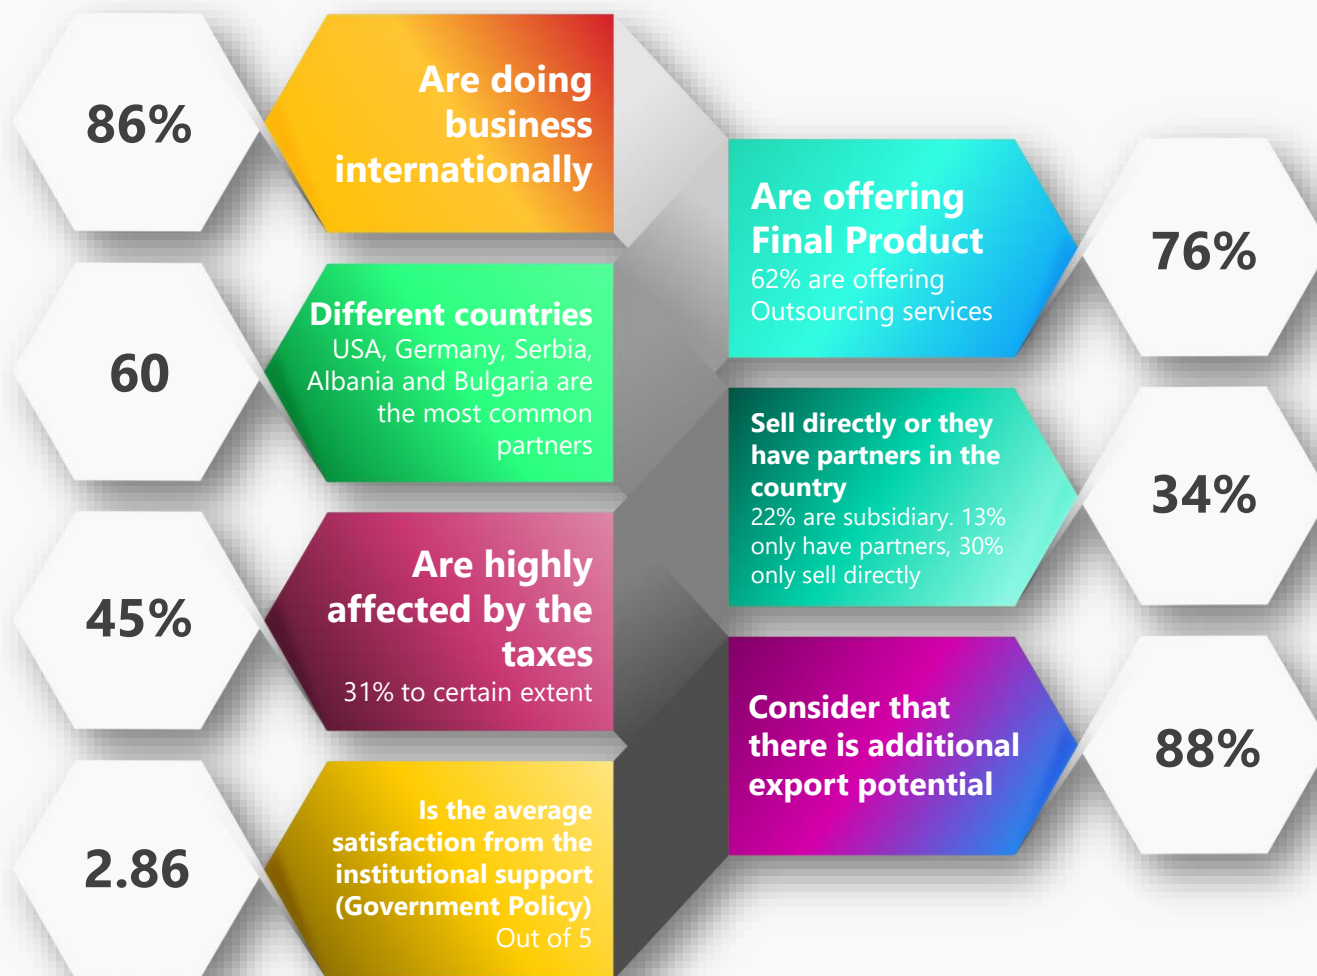 86%
Are doing
business
internationally
Are offering
Final Product
62% are offering
Outsourcing services
76%
60
Different countries
USA, Germany, Serbia,
Albania and Bulgaria are
the most common
partners
Sell directly or they
have partners in the
country
22% are subsidiary. 13%
only have partners, 30%
only sell directly
34%
45%
Are highly
affected by the
taxes
31% to certain extent
Consider that
there is additional
export potential
88%
2.86
Is the average
satisfaction from the
institutional support
(Government Policy)
Out of 5